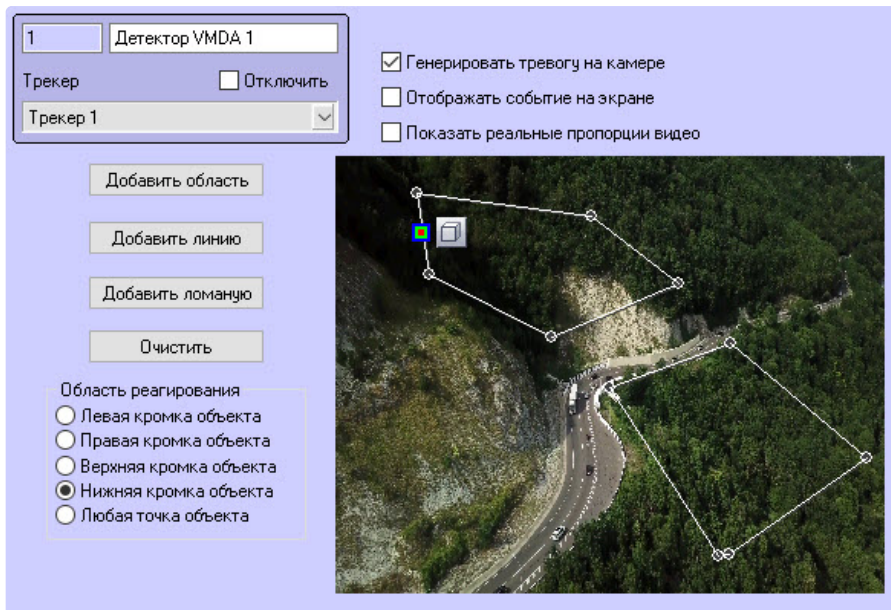 1
Детектор VMDA 1
Трекер
Отключить
Трекер 1
Генерировать тревогу на камере
Отображать событие на экране
Показать реальные пропорции видео
Добавить область
Добавить линию
Добавить ломаную
Очистить
Область реагирования
Левая кромка объекта
Правая кромка объекта
Верхняя кромка объекта
Нижняя кромка объекта
Любая точка объекта